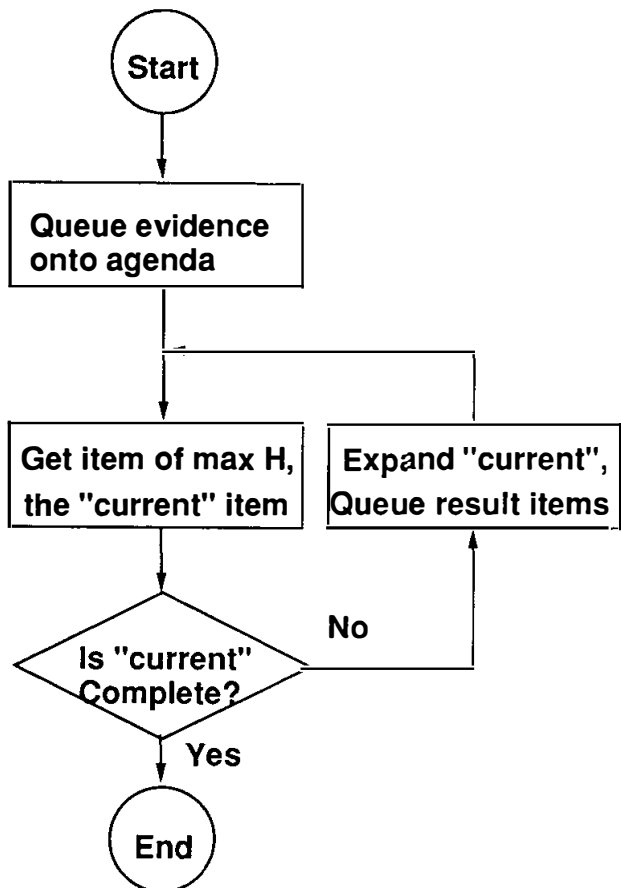 Start
Queue evidence
onto agenda
Get item of max H,
the "current" item
Expand "current",
Queue result items
Is "current"
Complete?
No
Yes
End